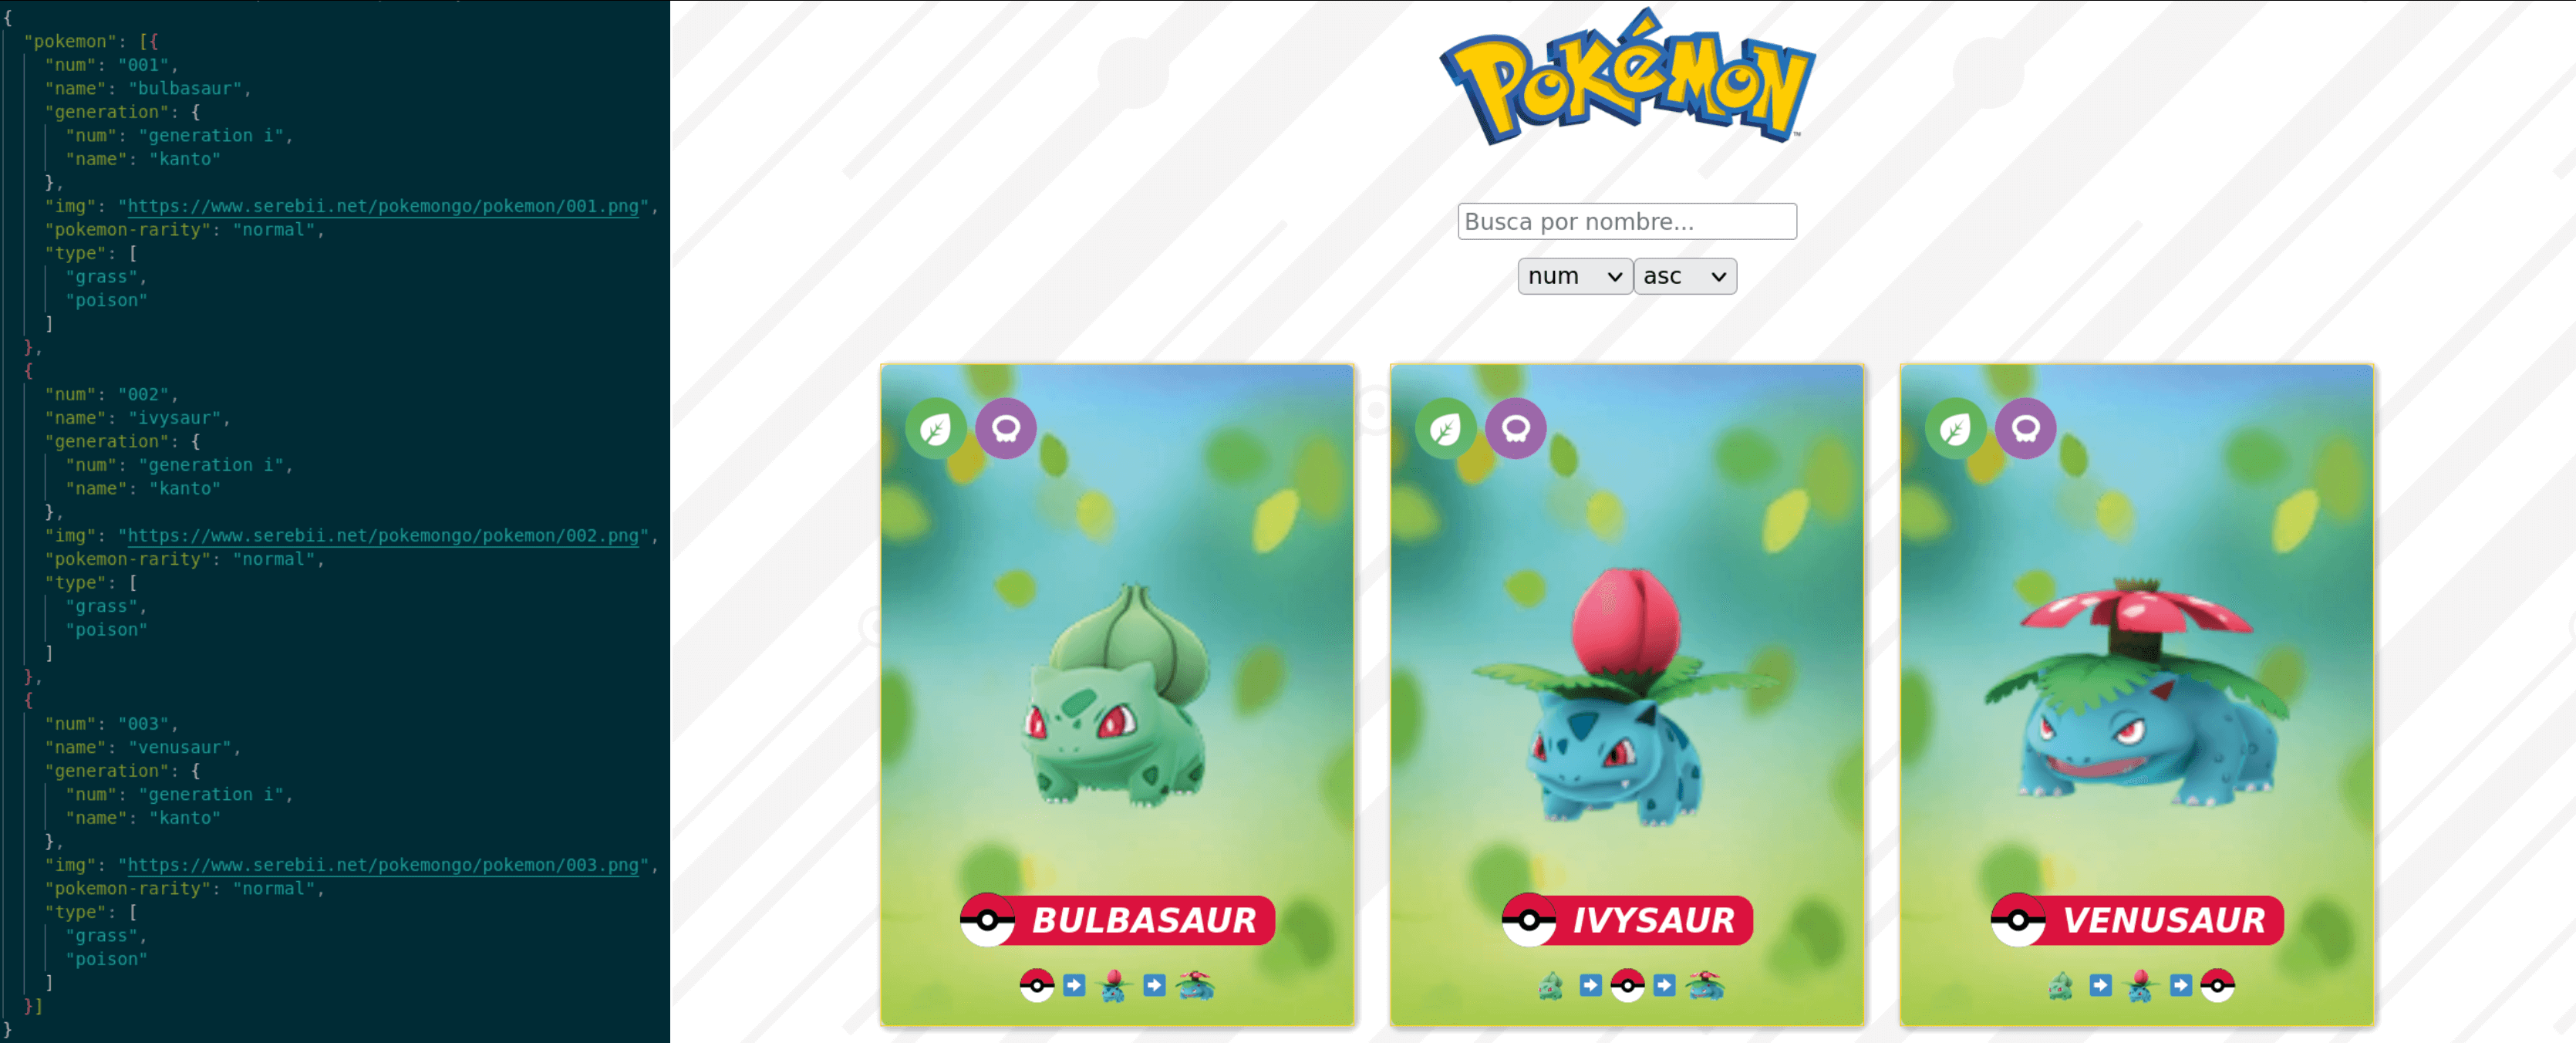 {
"pokemon": [{
"num": "001",
"name": "bulbasaur",
"generation": {
"num": "generation i",
"name": "kanto"
},
"img": "https://www.serebii.net/pokemongo/pokemon/001.png",
"pokemon-rarity": "normal",
"type": [
"grass",
"poison"
]
},
{
"num": "002",
"name": "ivysaur",
"generation": {
"num": "generation i",
"name": "kanto"
},
"img": "https://www.serebii.net/pokemongo/pokemon/002.png",
"pokemon-rarity": "normal",
"type": [
"grass",
"poison"
]
},
{
"num": "003",
"name": "venusaur",
"generation": {
"num": "generation i",
"name": "kanto"
},
"img": "https://www.serebii.net/pokemongo/pokemon/003.png",
"pokemon-rarity": "normal",
"type": [
"grass",
"poison"
]
}]
}
POKéMON™
Busca por nombre...
num asc
BULBASAUR
IVYSAUR
VENUSAUR